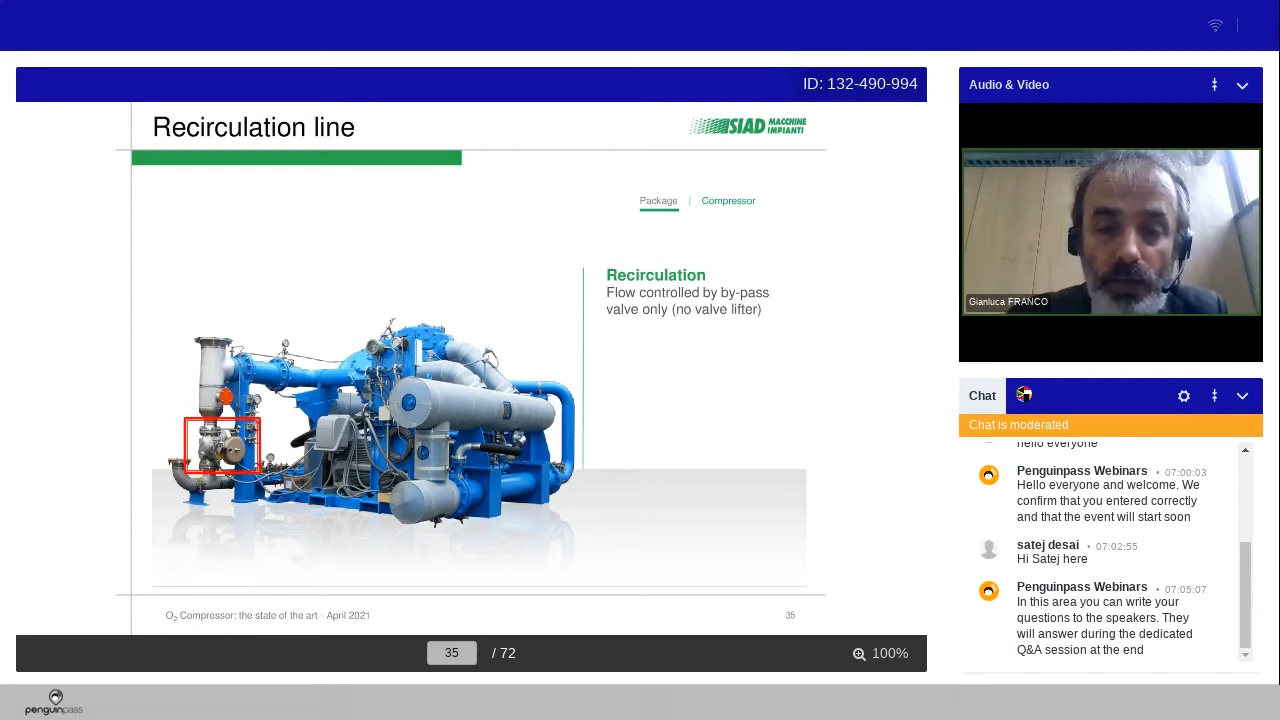 ID: 132-490-994
Recirculation line
SIAD MACCHINE
IMPIANTI
Package | Compressor
Recirculation
Flow controlled by by-pass
valve only (no valve lifter)
O₂ Compressor: the state of the art - April 2021
35
35 / 72
100%
Audio & Video
Gianluca FRANCO
Chat
Chat is moderated
hello everyone
Penguinpass Webinars • 07:00:03
Hello everyone and welcome. We
confirm that you entered correctly
and that the event will start soon
satej desai • 07:02:55
Hi Satej here
Penguinpass Webinars • 07:05:07
In this area you can write your
questions to the speakers. They
will answer during the dedicated
Q&A session at the end
penguinpass